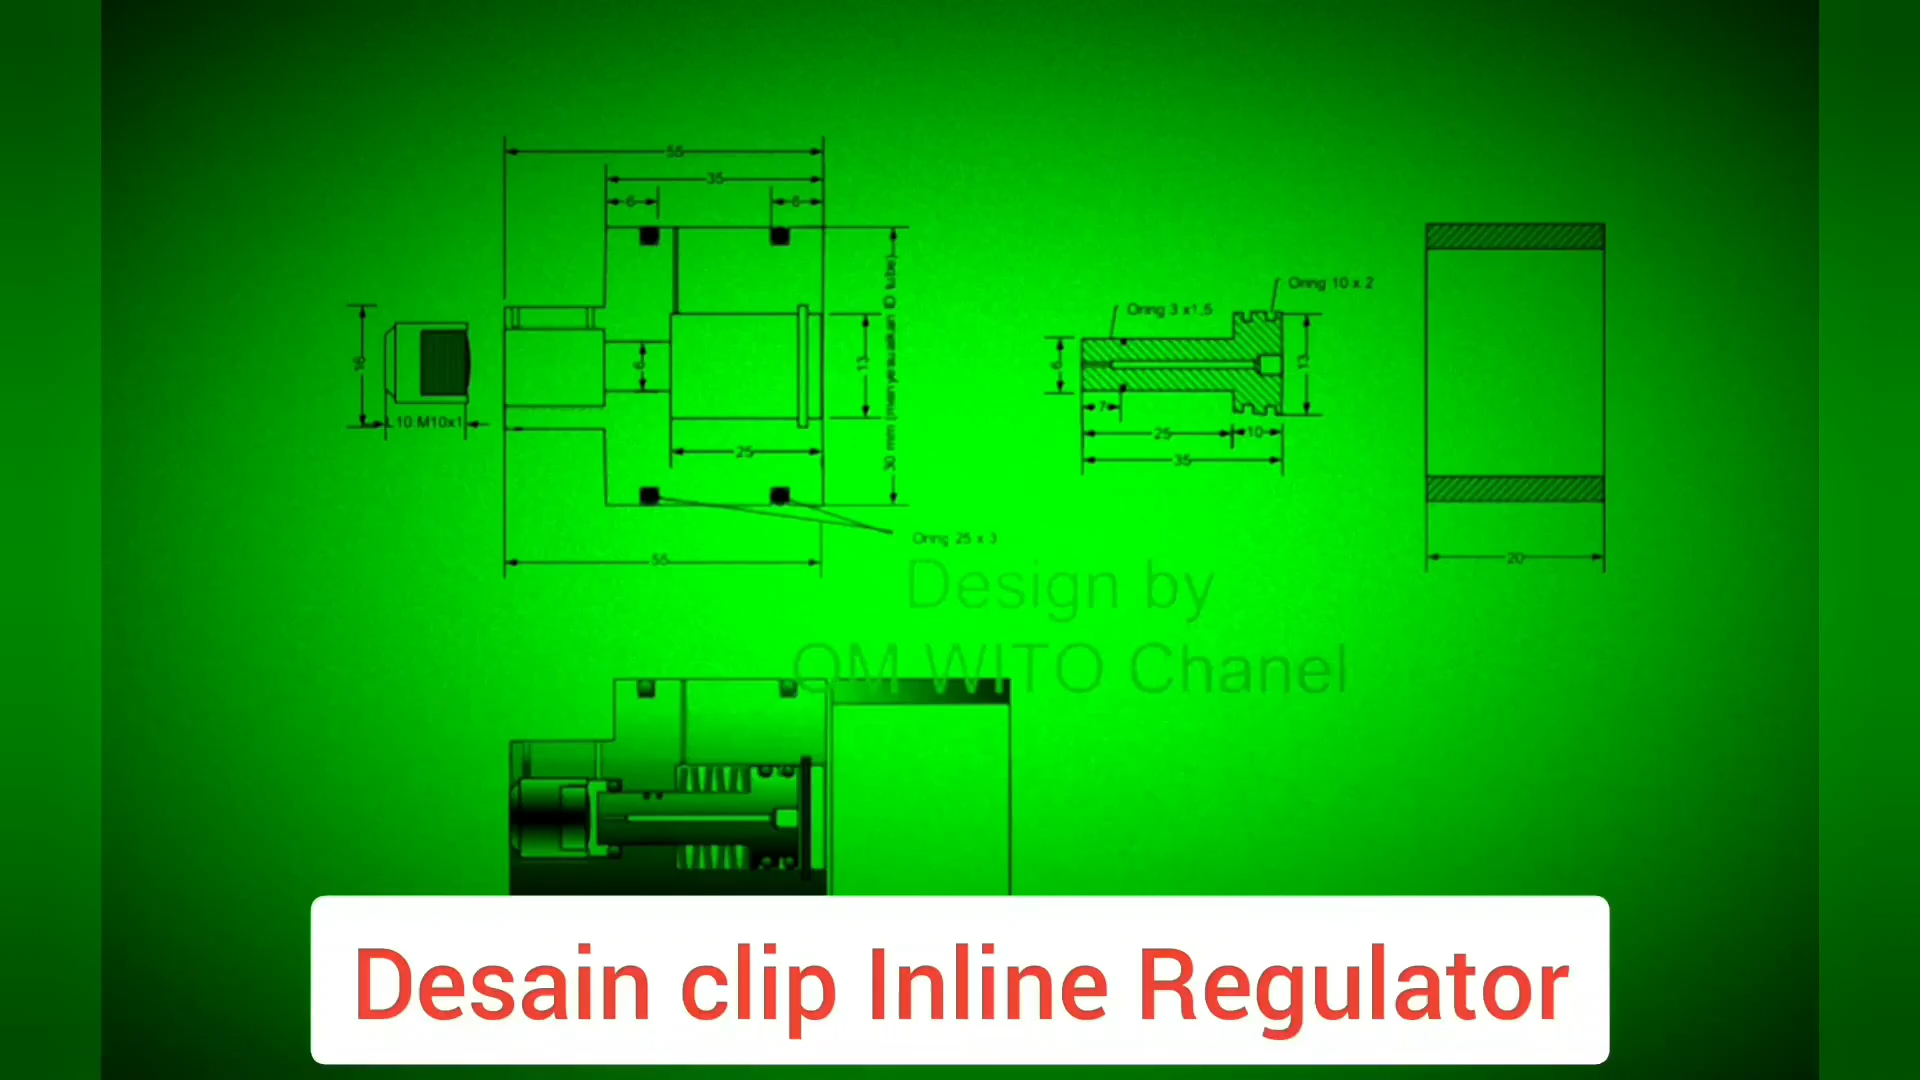 55
35
6 6
16
L10 M10x1
6
13
25
30 mm (menyesuaikan ID tube)
Oring 25 x 3
55
Oring 3 x1,5
Oring 10 x 2
6
13
7
25 10
35
20
Design by
OM WITO Chanel
Desain clip Inline Regulator